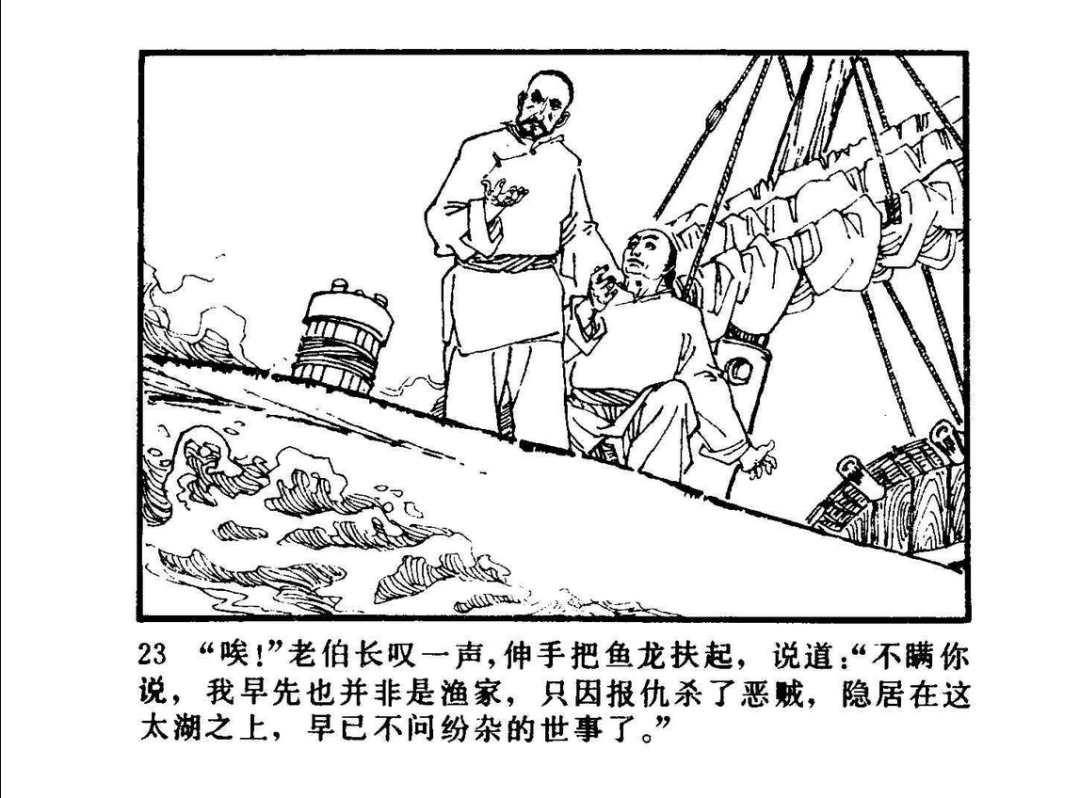 23 “唉!”老伯长叹一声,伸手把鱼龙扶起, 说道:“不瞒你
说, 我早先也并非是渔家, 只因报仇杀了恶贼, 隐居在这
太湖之上, 早已不问纷杂的世事了。”